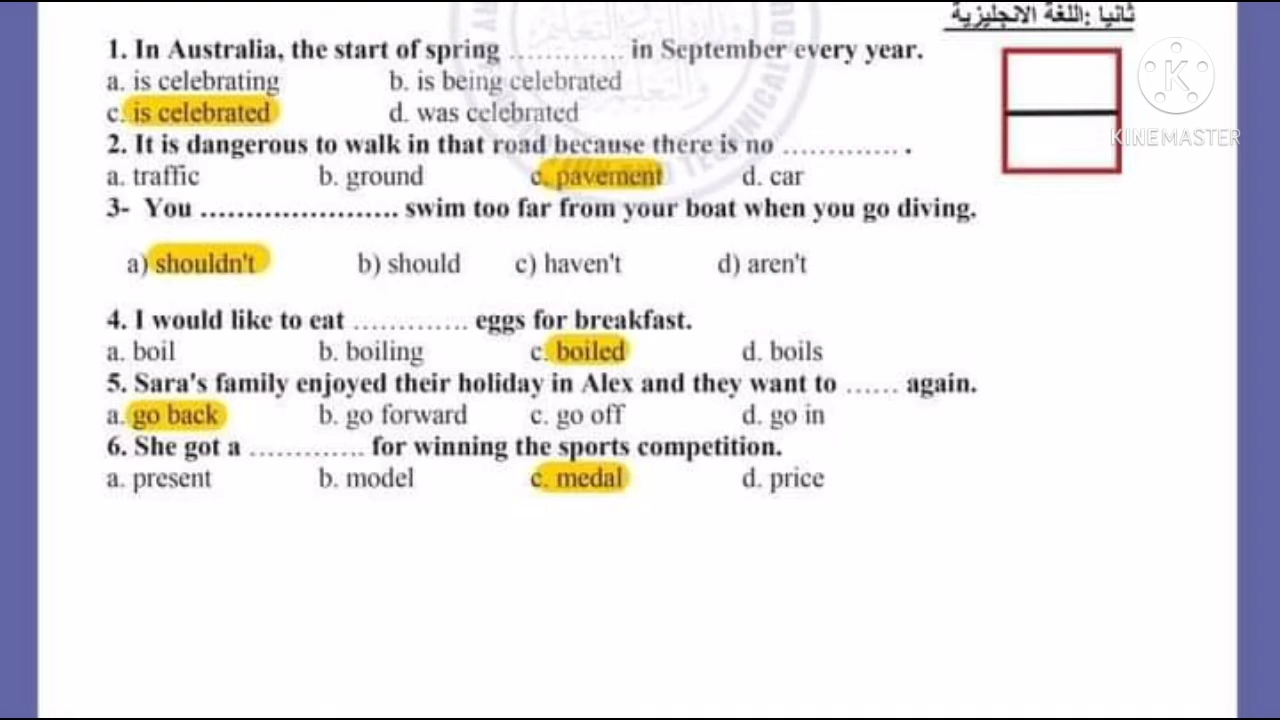 ثانيا :اللغة الانجليزية
1. In Australia, the start of spring ............. in September every year.
a. is celebrating b. is being celebrated
c. is celebrated d. was celebrated
2. It is dangerous to walk in that road because there is no ............. .
a. traffic b. ground c. pavement d. car
3- You ...................... swim too far from your boat when you go diving.
a) shouldn't b) should c) haven't d) aren't
4. I would like to eat ............. eggs for breakfast.
a. boil b. boiling c. boiled d. boils
5. Sara's family enjoyed their holiday in Alex and they want to ...... again.
a. go back b. go forward c. go off d. go in
6. She got a ............. for winning the sports competition.
a. present b. model c. medal d. price
K
KINEMASTER